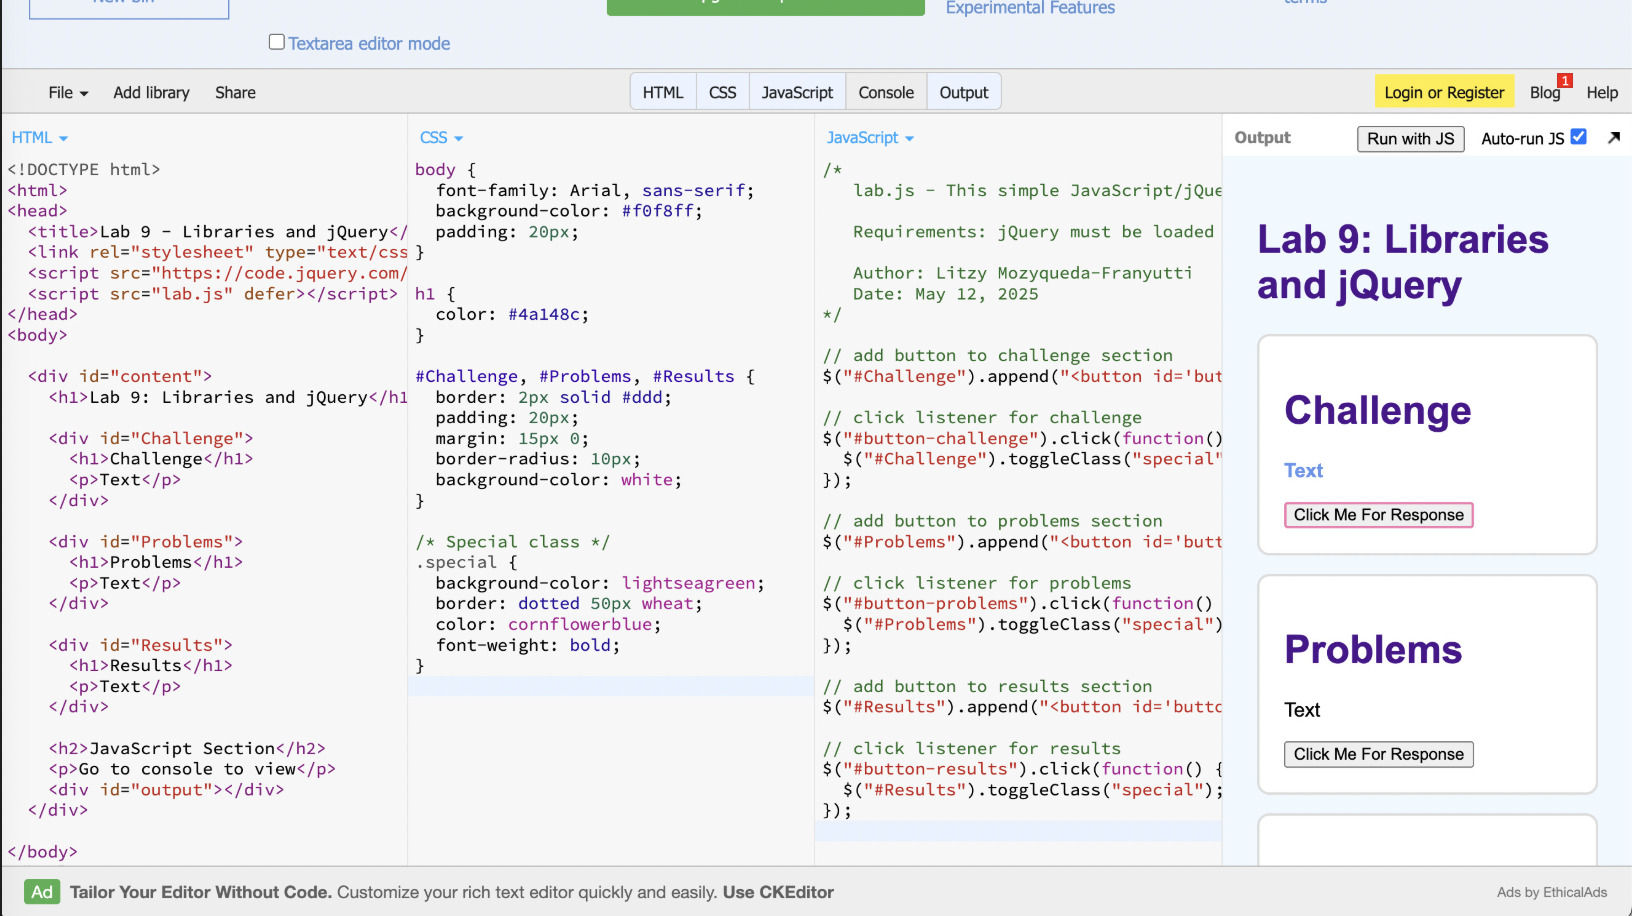 New bin
Experimental Features
terms
Textarea editor mode
File
Add library
Share
HTML
CSS
JavaScript
Console
Output
Login or Register
Blog
1
Help
HTML
<!DOCTYPE html>
<html>
<head>
<title>Lab 9 - Libraries and jQuery</
<link rel="stylesheet" type="text/css
<script src="https://code.jquery.com/
<script src="lab.js" defer></script>
</head>
<body>
<div id="content">
<h1>Lab 9: Libraries and jQuery</h1
<div id="Challenge">
<h1>Challenge</h1>
<p>Text</p>
</div>
<div id="Problems">
<h1>Problems</h1>
<p>Text</p>
</div>
<div id="Results">
<h1>Results</h1>
<p>Text</p>
</div>
<h2>JavaScript Section</h2>
<p>Go to console to view</p>
<div id="output"></div>
</div>
</body>
CSS
body {
font-family: Arial, sans-serif;
background-color: #f0f8ff;
padding: 20px;
}
h1 {
color: #4a148c;
}
#Challenge, #Problems, #Results {
border: 2px solid #ddd;
padding: 20px;
margin: 15px 0;
border-radius: 10px;
background-color: white;
}
/* Special class */
.special {
background-color: lightseagreen;
border: dotted 50px wheat;
color: cornflowerblue;
font-weight: bold;
}
JavaScript
/*
lab.js - This simple JavaScript/jQue
Requirements: jQuery must be loaded
Author: Litzy Mozyqueda-Franyutti
Date: May 12, 2025
*/
// add button to challenge section
$("#Challenge").append("<button id='but
// click listener for challenge
$("#button-challenge").click(function()
$("#Challenge").toggleClass("special"
});
// add button to problems section
$("#Problems").append("<button id='butt
// click listener for problems
$("#button-problems").click(function()
$("#Problems").toggleClass("special")
});
// add button to results section
$("#Results").append("<button id='butto
// click listener for results
$("#button-results").click(function() {
$("#Results").toggleClass("special");
});
Output
Run with JS
Auto-run JS
Lab 9: Libraries
and jQuery
Challenge
Text
Click Me For Response
Problems
Text
Click Me For Response
Ad
Tailor Your Editor Without Code. Customize your rich text editor quickly and easily. Use CKEditor
Ads by EthicalAds